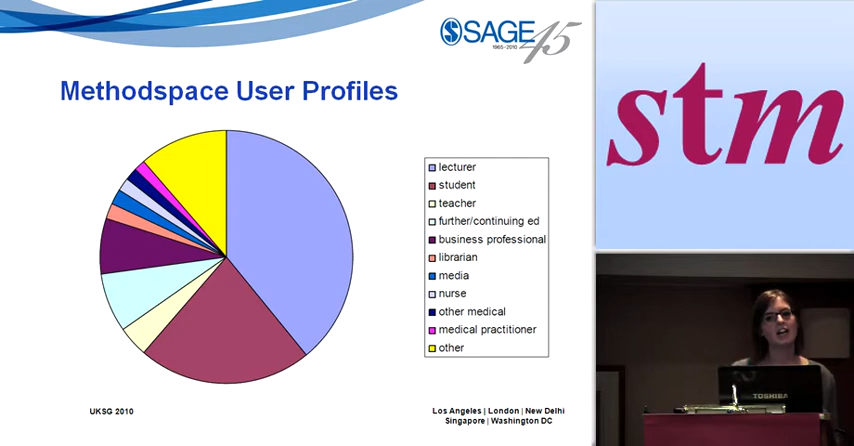 SAGE 45
1965-2010
Methodspace User Profiles
lecturer
student
teacher
further/continuing ed
business professional
librarian
media
nurse
other medical
medical practitioner
other
UKSG 2010
Los Angeles | London | New Delhi
Singapore | Washington DC
stm
TOSHIBA